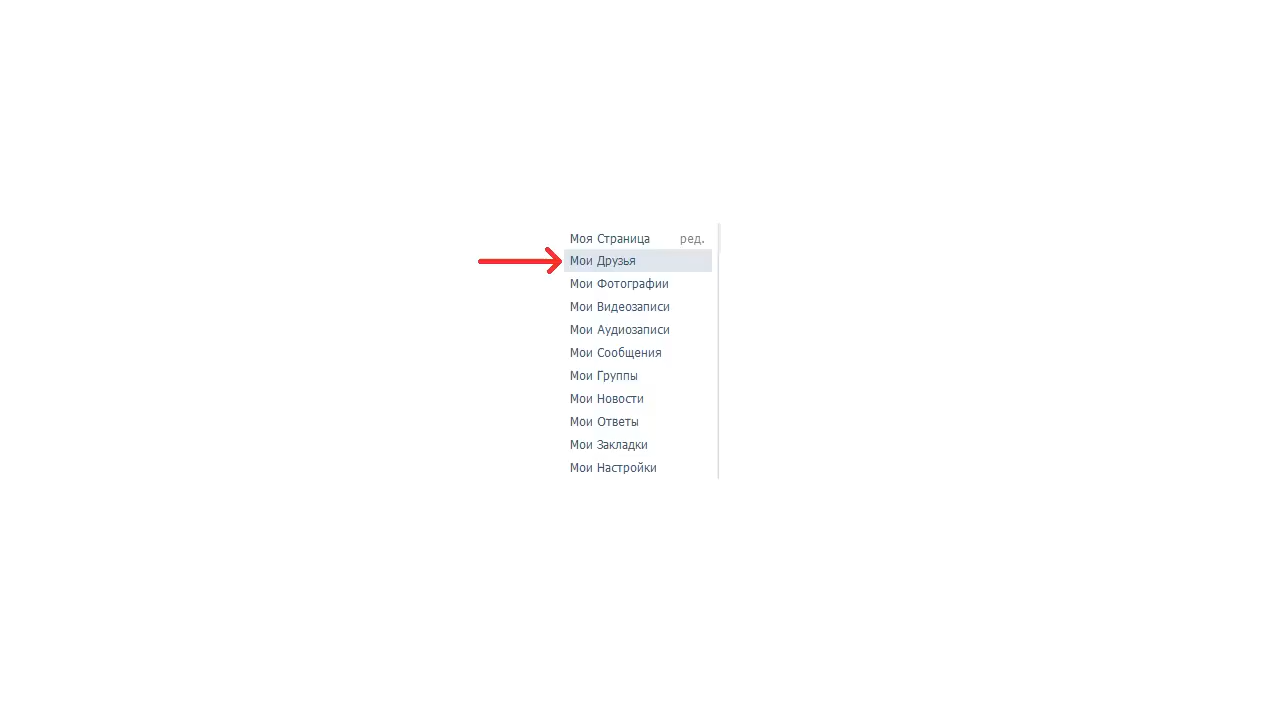 Моя Страница ред.
Мои Друзья
Мои Фотографии
Мои Видеозаписи
Мои Аудиозаписи
Мои Сообщения
Мои Группы
Мои Новости
Мои Ответы
Мои Закладки
Мои Настройки